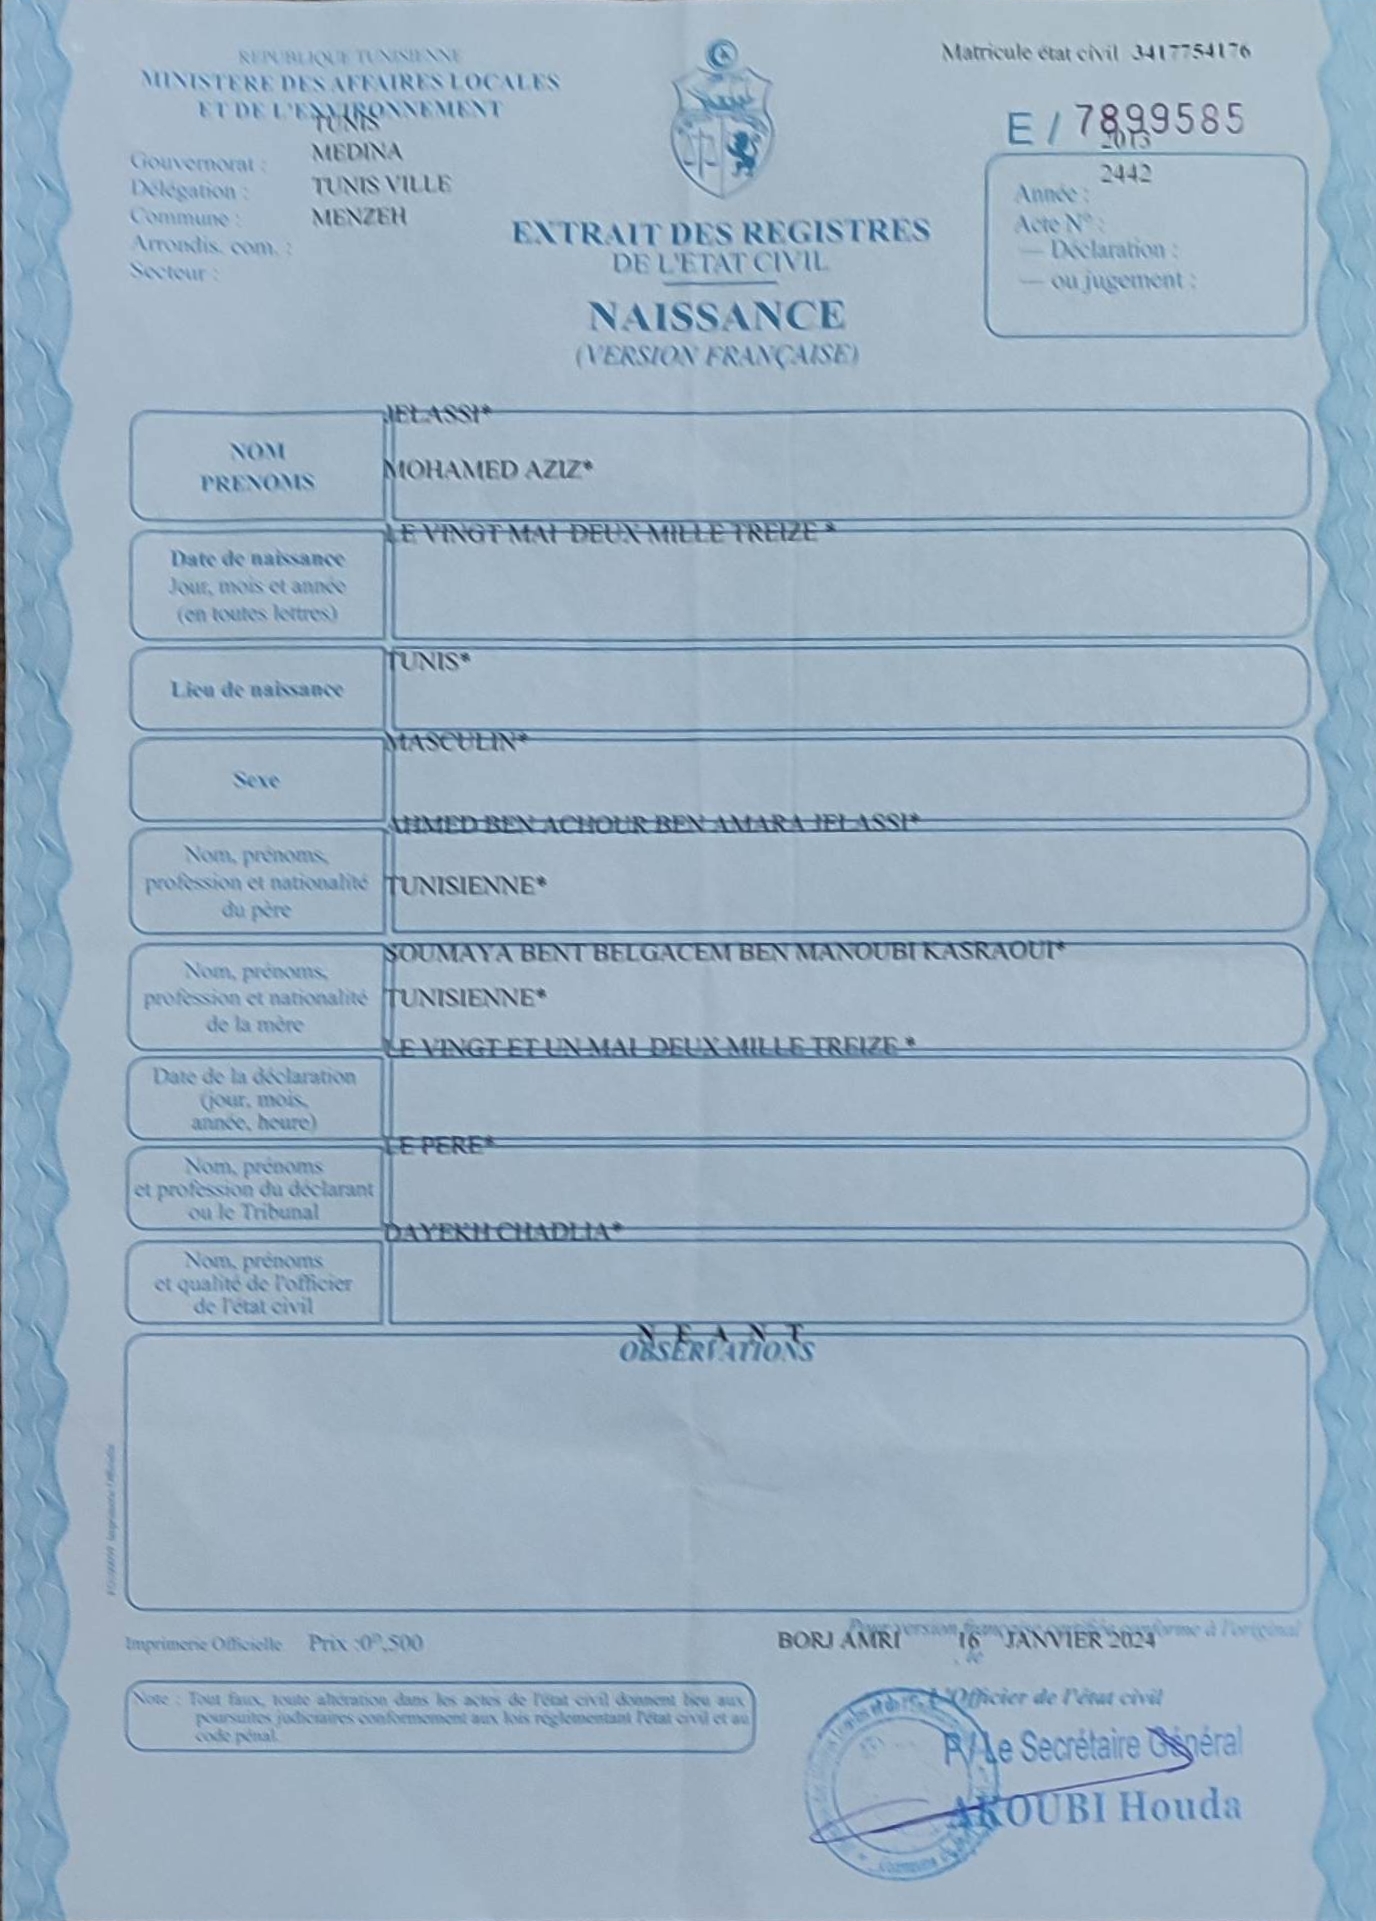 REPUBLIQUE TUNISIENNE
MINISTERE DES AFFAIRES LOCALES
ET DE L'ENVIRONNEMENT
TUNIS
Gouvernorat : MEDINA
Délégation : TUNIS VILLE
Commune : MENZEH
Arrondis. com. :
Secteur :
Matricule état civil 3417754176
E / 7899585
2013
2442
Année :
Acte N° :
— Déclaration :
— ou jugement :
EXTRAIT DES REGISTRES
DE L'ETAT CIVIL
NAISSANCE
(VERSION FRANÇAISE)
NOM
PRENOMS
JELASSI*
MOHAMED AZIZ*
Date de naissance
Jour, mois et année
(en toutes lettres)
LE VINGT MAI DEUX MILLE TREIZE *
Lieu de naissance
TUNIS*
Sexe
MASCULIN*
Nom, prénoms,
profession et nationalité
du père
AHMED BEN ACHOUR BEN AMARA JELASSI*
TUNISIENNE*
Nom, prénoms,
profession et nationalité
de la mère
SOUMAYA BENT BELGACEM BEN MANOUBI KASRAOUI*
TUNISIENNE*
Date de la déclaration
(jour, mois,
année, heure)
LE VINGT ET UN MAI DEUX MILLE TREIZE *
Nom, prénoms
et profession du déclarant
ou le Tribunal
LE PERE*
Nom, prénoms
et qualité de l'officier
de l'état civil
DAYEKH CHADLIA*
N E A N T
OBSERVATIONS
Imprimerie Officielle Prix :0ᴰ,500
Pour version française certifiée conforme à l'original
BORJ AMRI le 16 JANVIER 2024
Note : Tout faux, toute altération dans les actes de l'état civil donnent lieu aux
poursuites judiciaires conformement aux lois réglementant l'état civil et au
code pénal.
L'Officier de l'état civil
P/ Le Secrétaire Général
AKOUBI Houda